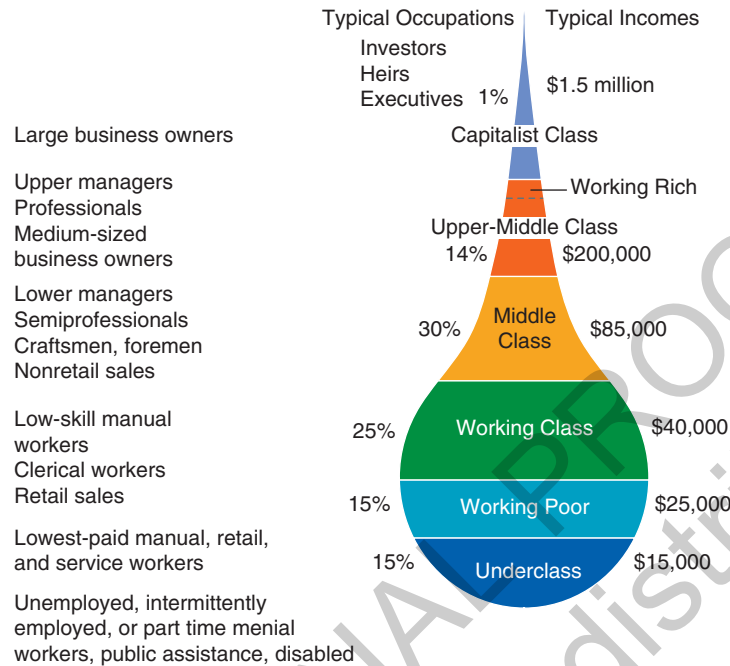 Typical Occupations
Typical Incomes
Investors
Heirs
Executives
1%
$1.5 million
Large business owners
Capitalist Class
Upper managers
Professionals
Medium-sized
business owners
Working Rich
Upper-Middle Class
14%
$200,000
Lower managers
Semiprofessionals
Craftsmen, foremen
Nonretail sales
30%
Middle
Class
$85,000
Low-skill manual
workers
Clerical workers
Retail sales
25%
Working Class
$40,000
15%
Working Poor
$25,000
Lowest-paid manual, retail,
and service workers
15%
Underclass
$15,000
Unemployed, intermittently
employed, or part time menial
workers, public assistance, disabled